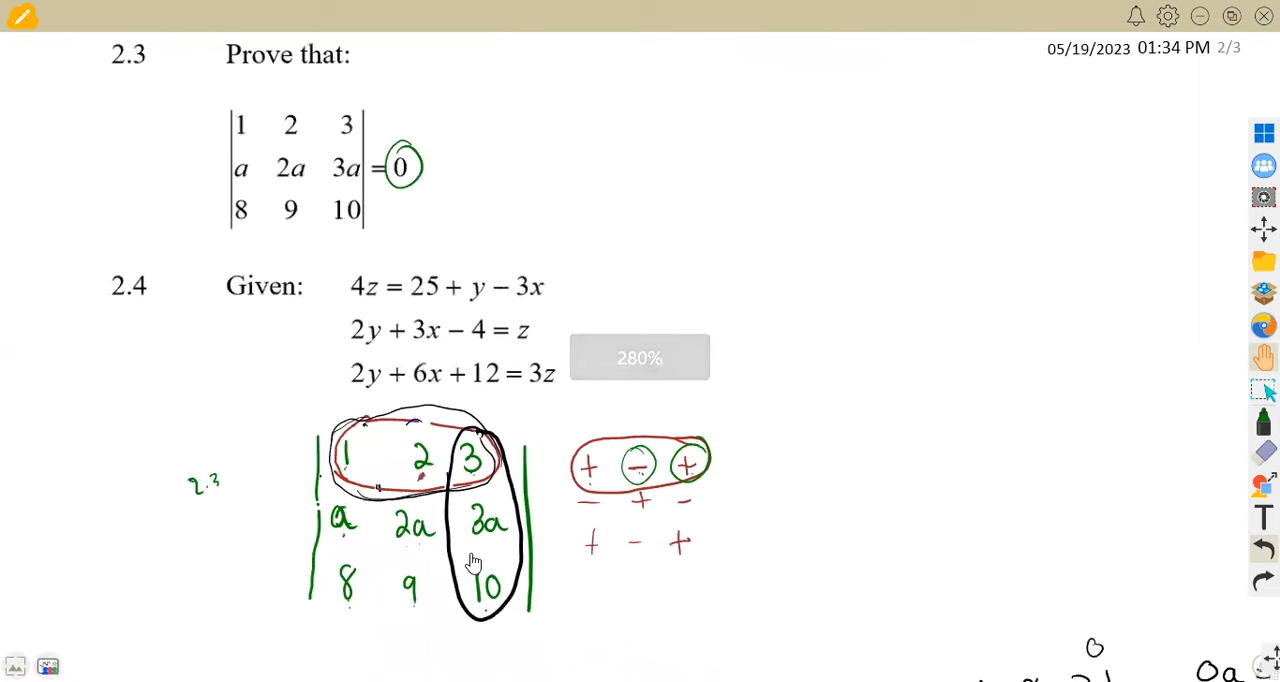 05/19/2023 01:34 PM 2/3
2.3 Prove that:
1 2 3
a 2a 3a = 0
8 9 10
2.4 Given: 4z = 25 + y − 3x
2y + 3x − 4 = z
2y + 6x + 12 = 3z
280%
2.3
1 2 3 + − +
a 2a 3a − + −
8 9 10 + − +
0
0a